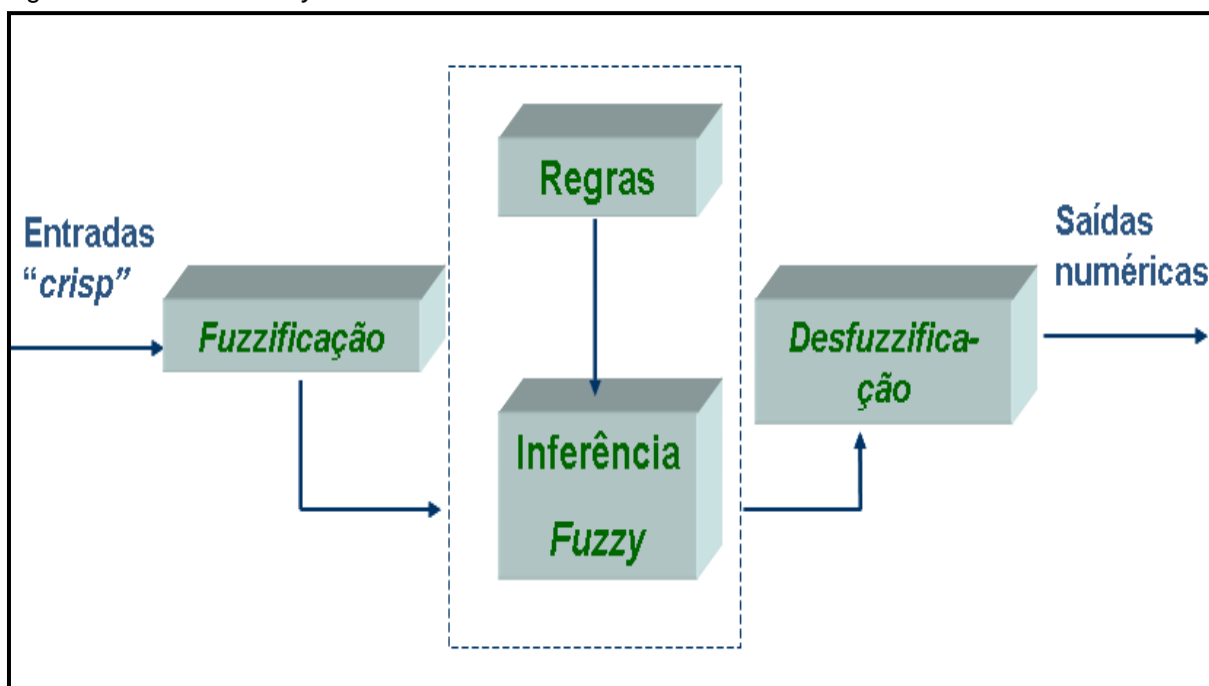 Regras
Entradas
“crisp”
Saídas
numéricas
Fuzzificação
Desfuzzifica-
ção
Inferência
Fuzzy